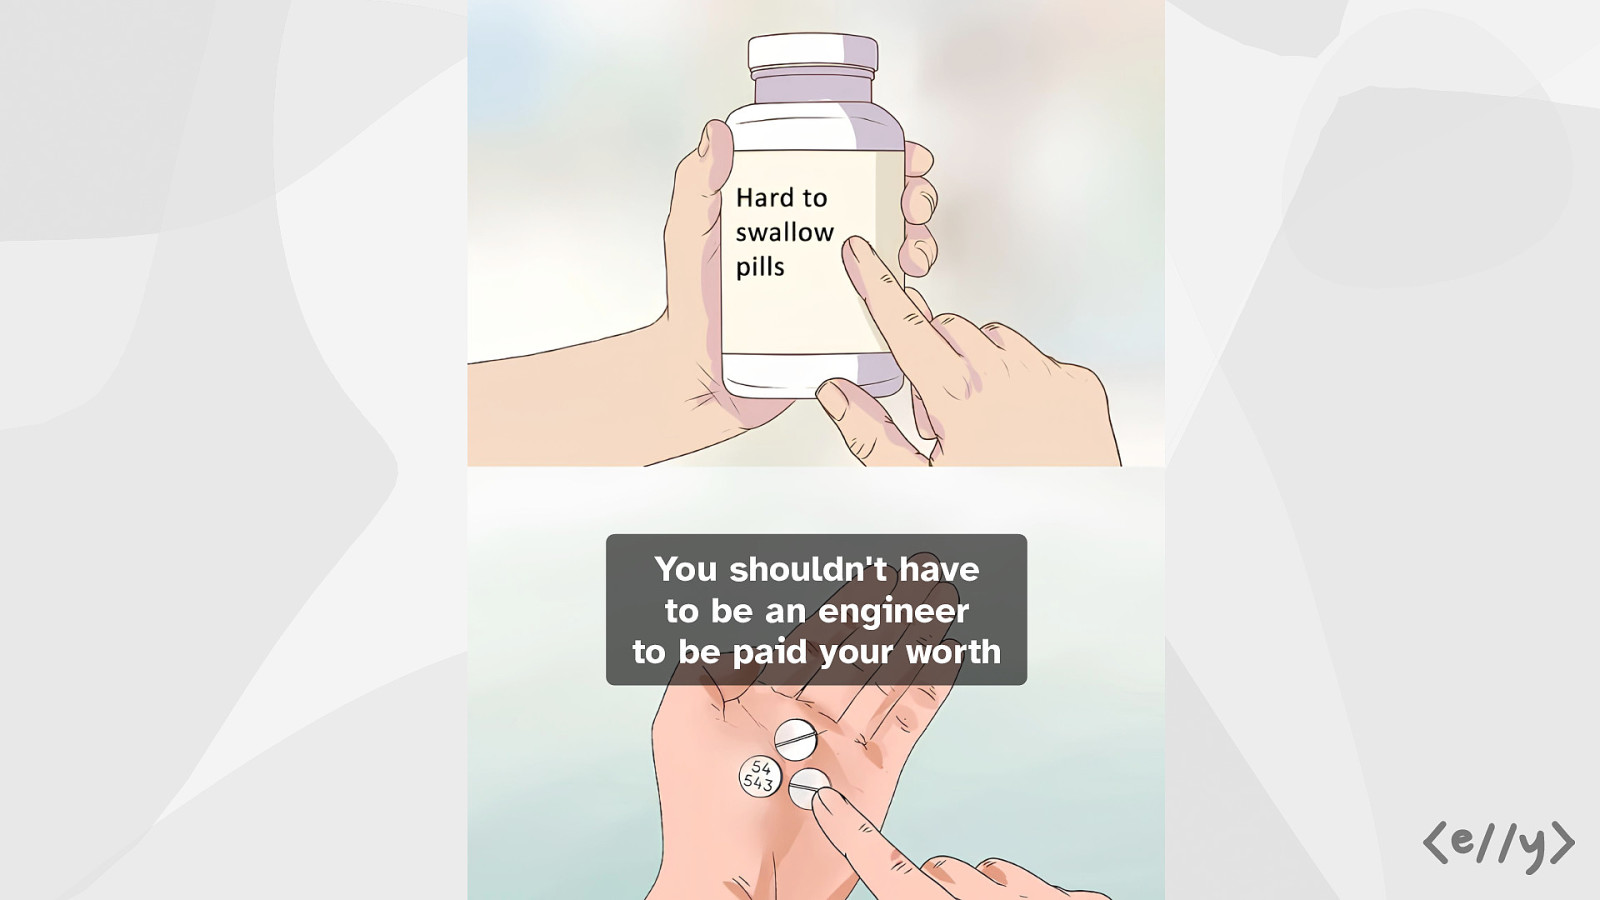 Hard to
swallow
pills
You shouldn't have
to be an engineer
to be paid your worth
54
543
<e//y>